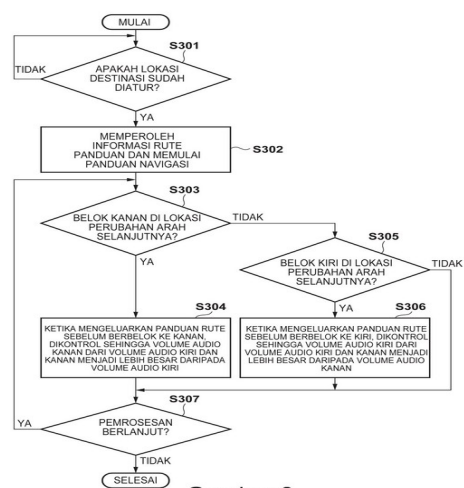 MULAI
S301
APAKAH LOKASI
DESTINASI SUDAH
DIATUR?
TIDAK
YA
MEMPEROLEH
INFORMASI RUTE
PANDUAN DAN MEMULAI
PANDUAN NAVIGASI
S302
S303
BELOK KANAN DI LOKASI
PERUBAHAN ARAH
SELANJUTNYA?
TIDAK
YA
S305
BELOK KIRI DI LOKASI
PERUBAHAN ARAH
SELANJUTNYA?
TIDAK
YA
S304
KETIKA MENGELUARKAN PANDUAN RUTE
SEBELUM BERBELOK KE KANAN,
DIKONTROL SEHINGGA VOLUME AUDIO
KANAN DARI VOLUME AUDIO KIRI DAN
KANAN MENJADI LEBIH BESAR DARIPADA
VOLUME AUDIO KIRI
S306
KETIKA MENGELUARKAN PANDUAN RUTE
SEBELUM BERBELOK KE KIRI, DIKONTROL
SEHINGGA VOLUME AUDIO KIRI DARI
VOLUME AUDIO KIRI DAN KANAN MENJADI
LEBIH BESAR DARIPADA VOLUME AUDIO
KANAN
S307
PEMROSESAN
BERLANJUT?
YA
TIDAK
SELESAI